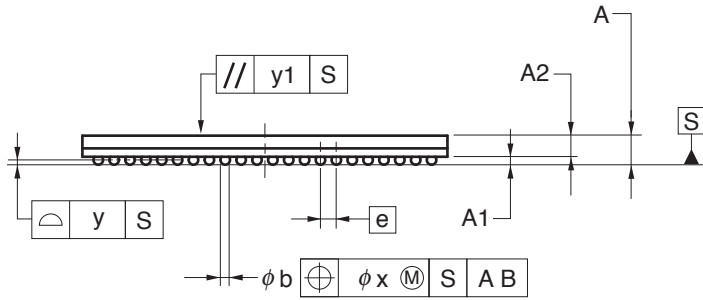 A
A2
// y1 S
S
y S
e
A1
φb ⌖ φx Ⓜ S A B